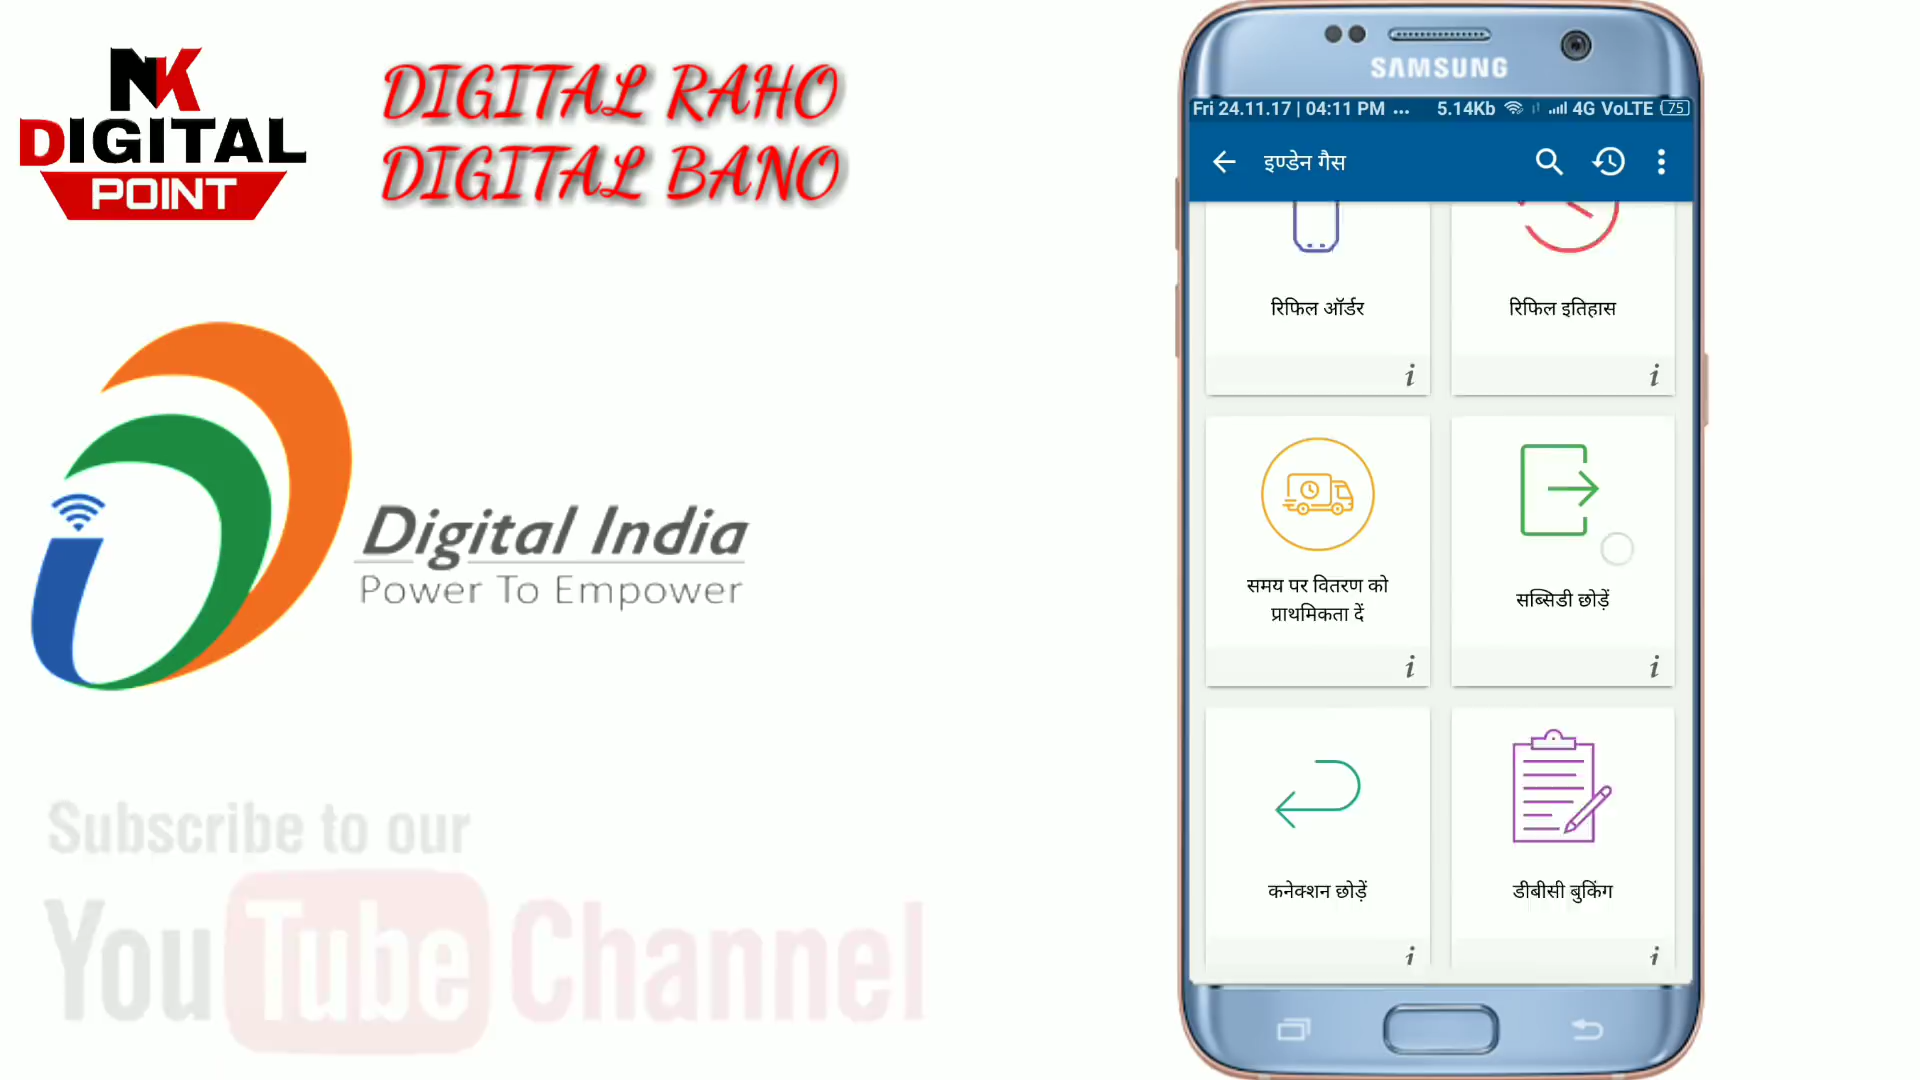 NK
DIGITAL
POINT
DIGITAL RAHO
DIGITAL BANO
Digital India
Power To Empower
Subscribe to our
YouTube Channel
SAMSUNG
Fri 24.11.17 | 04:11 PM ... 5.14Kb 4G VoLTE 75
इण्डेन गैस
रिफिल ऑर्डर
रिफिल इतिहास
i
i
समय पर वितरण को
प्राथमिकता दें
सब्सिडी छोड़ें
i
i
कनेक्शन छोड़ें
डीबीसी बुकिंग
i
i